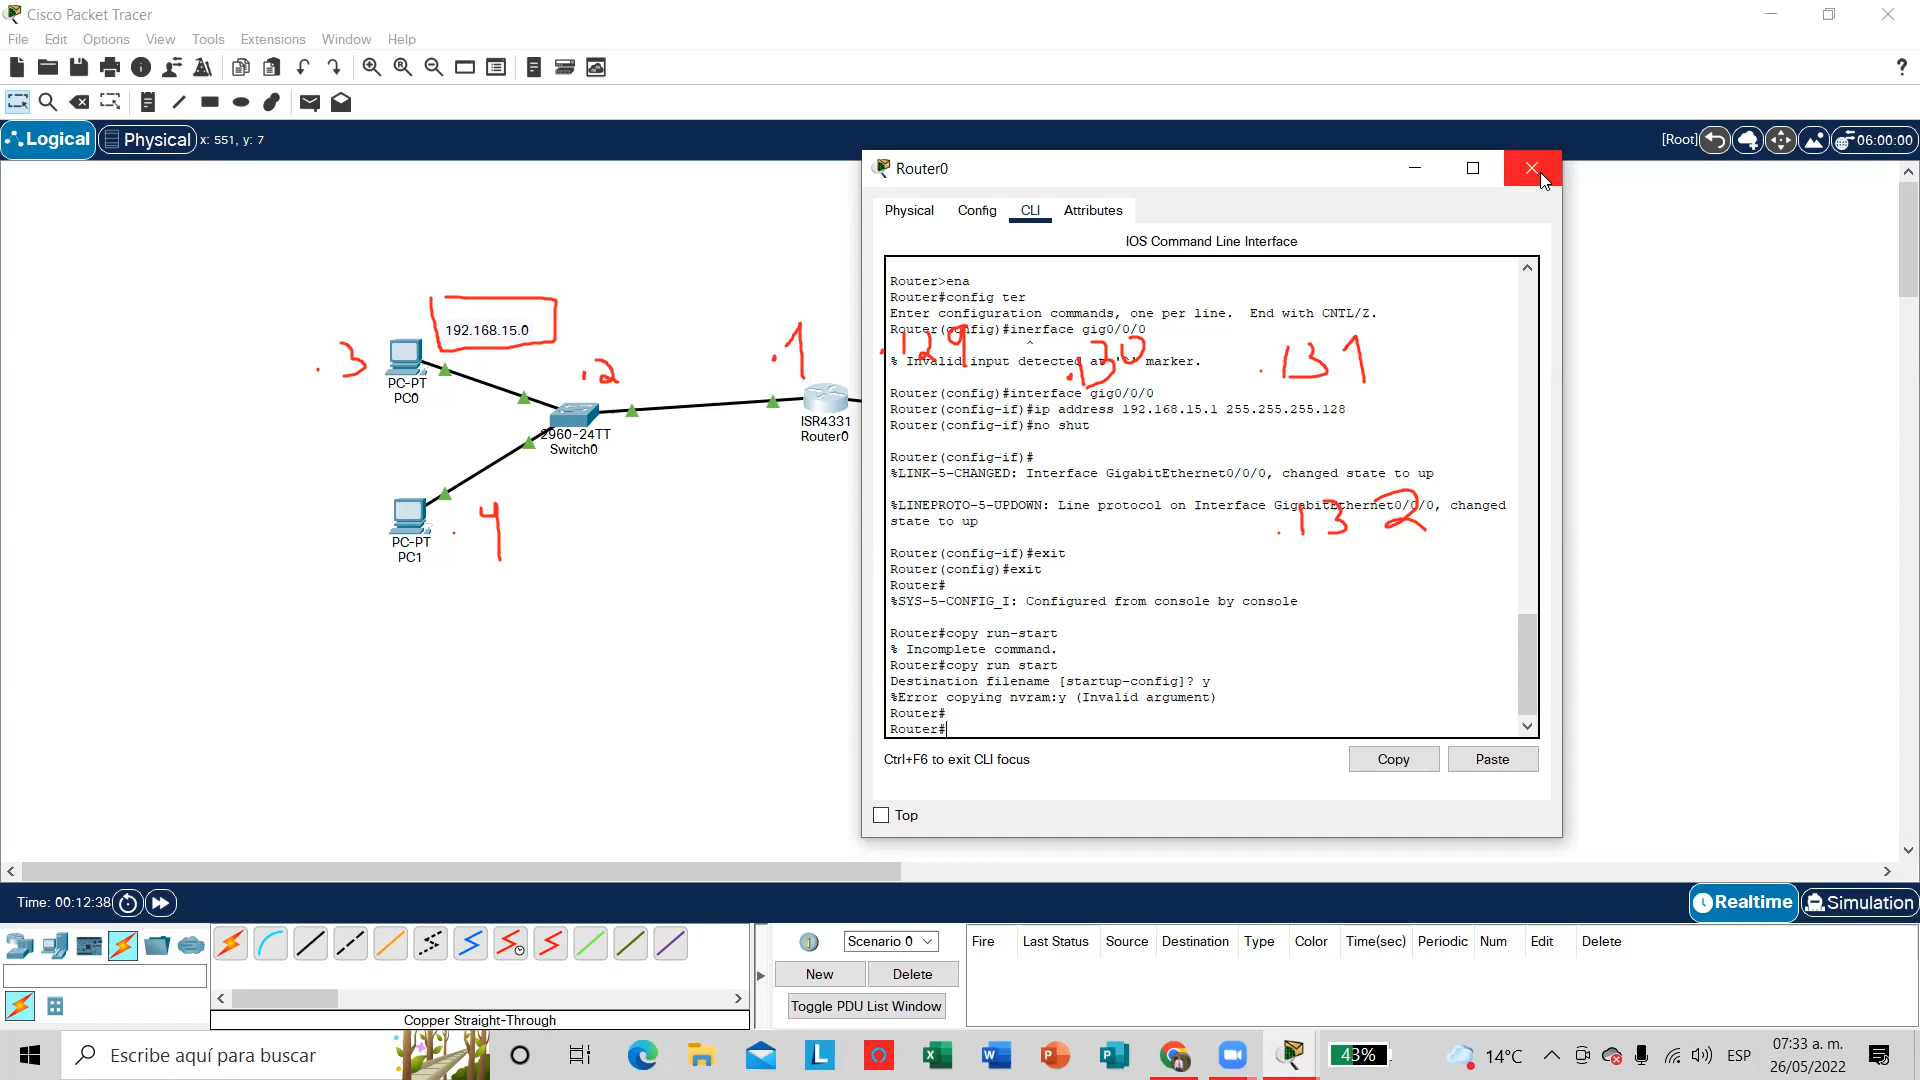 Cisco Packet Tracer
File Edit Options View Tools Extensions Window Help
Logical Physical x: 551, y: 7 [Root] 06:00:00
192.168.15.0
.3
PC-PT
PC0
.2
2960-24TT
Switch0
.1
ISR4331
Router0
.4
PC-PT
PC1
Router0
Physical Config CLI Attributes
IOS Command Line Interface
Router>ena
Router#config ter
Enter configuration commands, one per line. End with CNTL/Z.
Router(config)#inerface gig0/0/0
^
% Invalid input detected at '^' marker.
.129
.130
.131
Router(config)#interface gig0/0/0
Router(config-if)#ip address 192.168.15.1 255.255.255.128
Router(config-if)#no shut
Router(config-if)#
%LINK-5-CHANGED: Interface GigabitEthernet0/0/0, changed state to up
%LINEPROTO-5-UPDOWN: Line protocol on Interface GigabitEthernet0/0/0, changed
state to up
.132
Router(config-if)#exit
Router(config)#exit
Router#
%SYS-5-CONFIG_I: Configured from console by console
Router#copy run-start
% Incomplete command.
Router#copy run start
Destination filename [startup-config]? y
%Error copying nvram:y (Invalid argument)
Router#
Router#
Ctrl+F6 to exit CLI focus Copy Paste
Top
Time: 00:12:38 Realtime Simulation
Scenario 0
New Delete
Toggle PDU List Window
Fire Last Status Source Destination Type Color Time(sec) Periodic Num Edit Delete
Copper Straight-Through
Escribe aquí para buscar
43% 14°C ESP 07:33 a. m.
26/05/2022